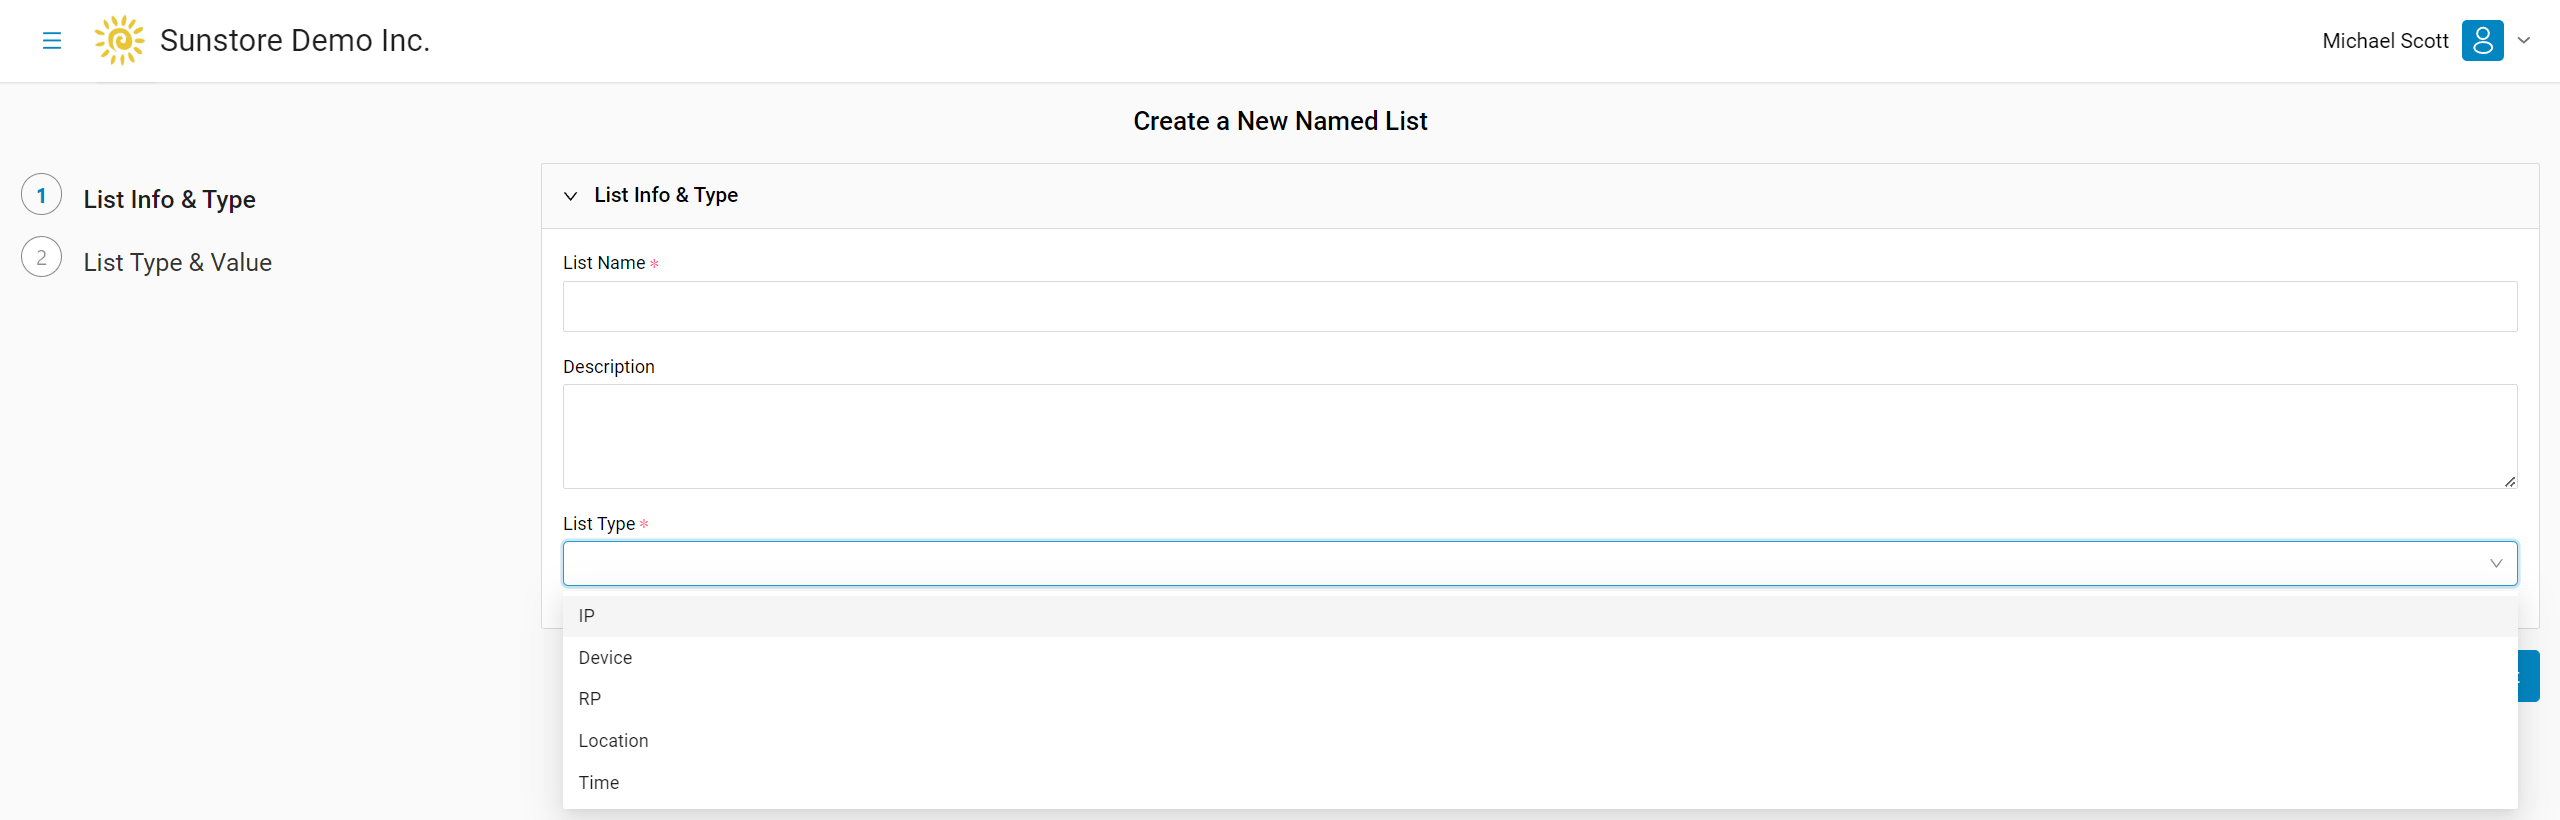 Sunstore Demo Inc.
Michael Scott
Create a New Named List
1 List Info & Type
2 List Type & Value
List Info & Type
List Name *
Description
List Type *
IP
Device
RP
Location
Time